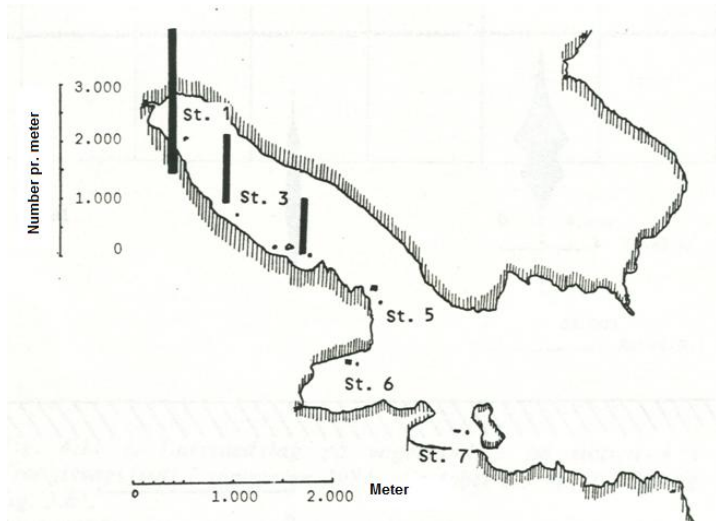 3.000
St. 1
2.000
Number pr. meter
1.000
St. 3
0
St. 5
St. 6
St. 7
0
1.000
2.000
Meter